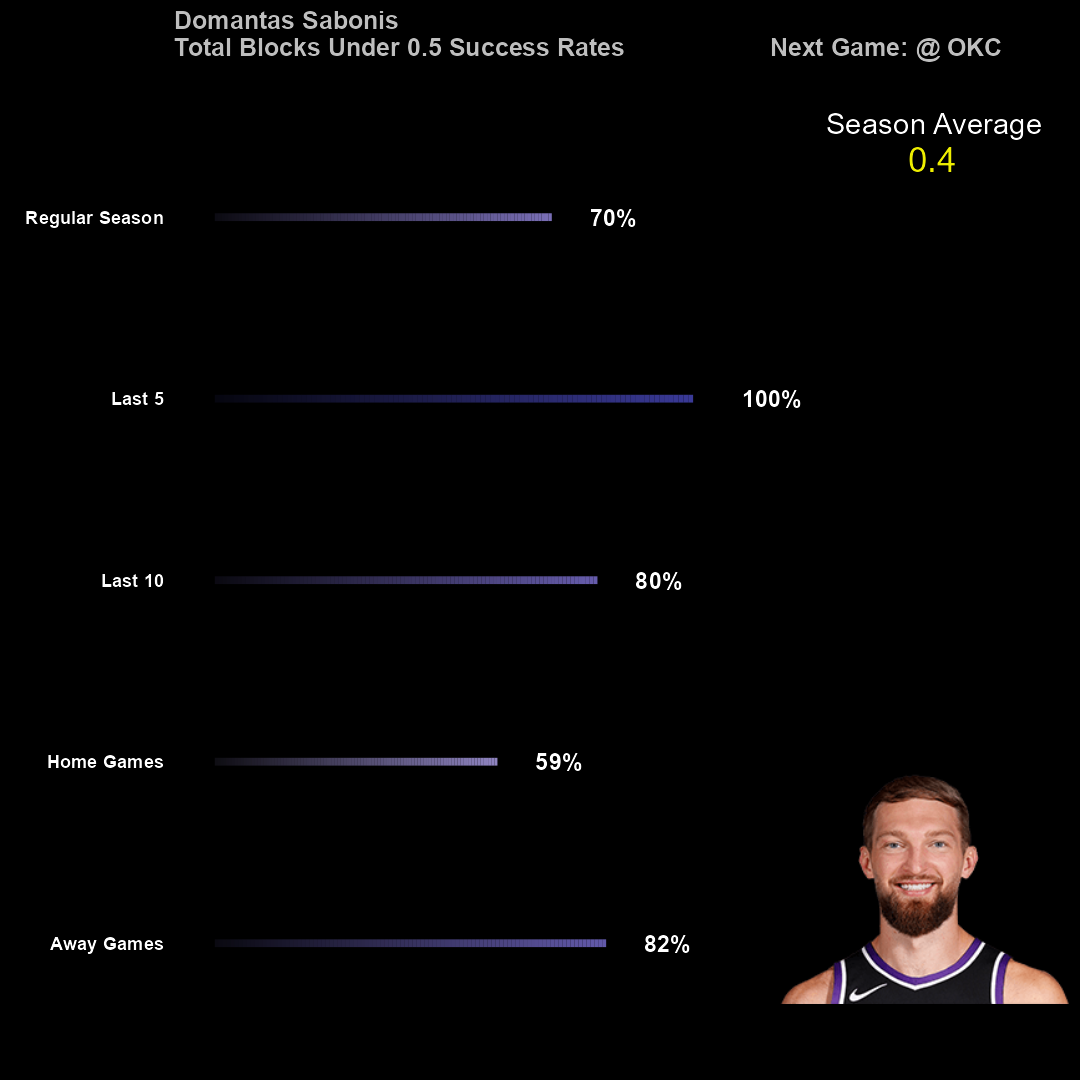 Domantas Sabonis
Total Blocks Under 0.5 Success Rates
Next Game: @ OKC
Season Average
0.4
Regular Season 70%
Last 5 100%
Last 10 80%
Home Games 59%
Away Games 82%